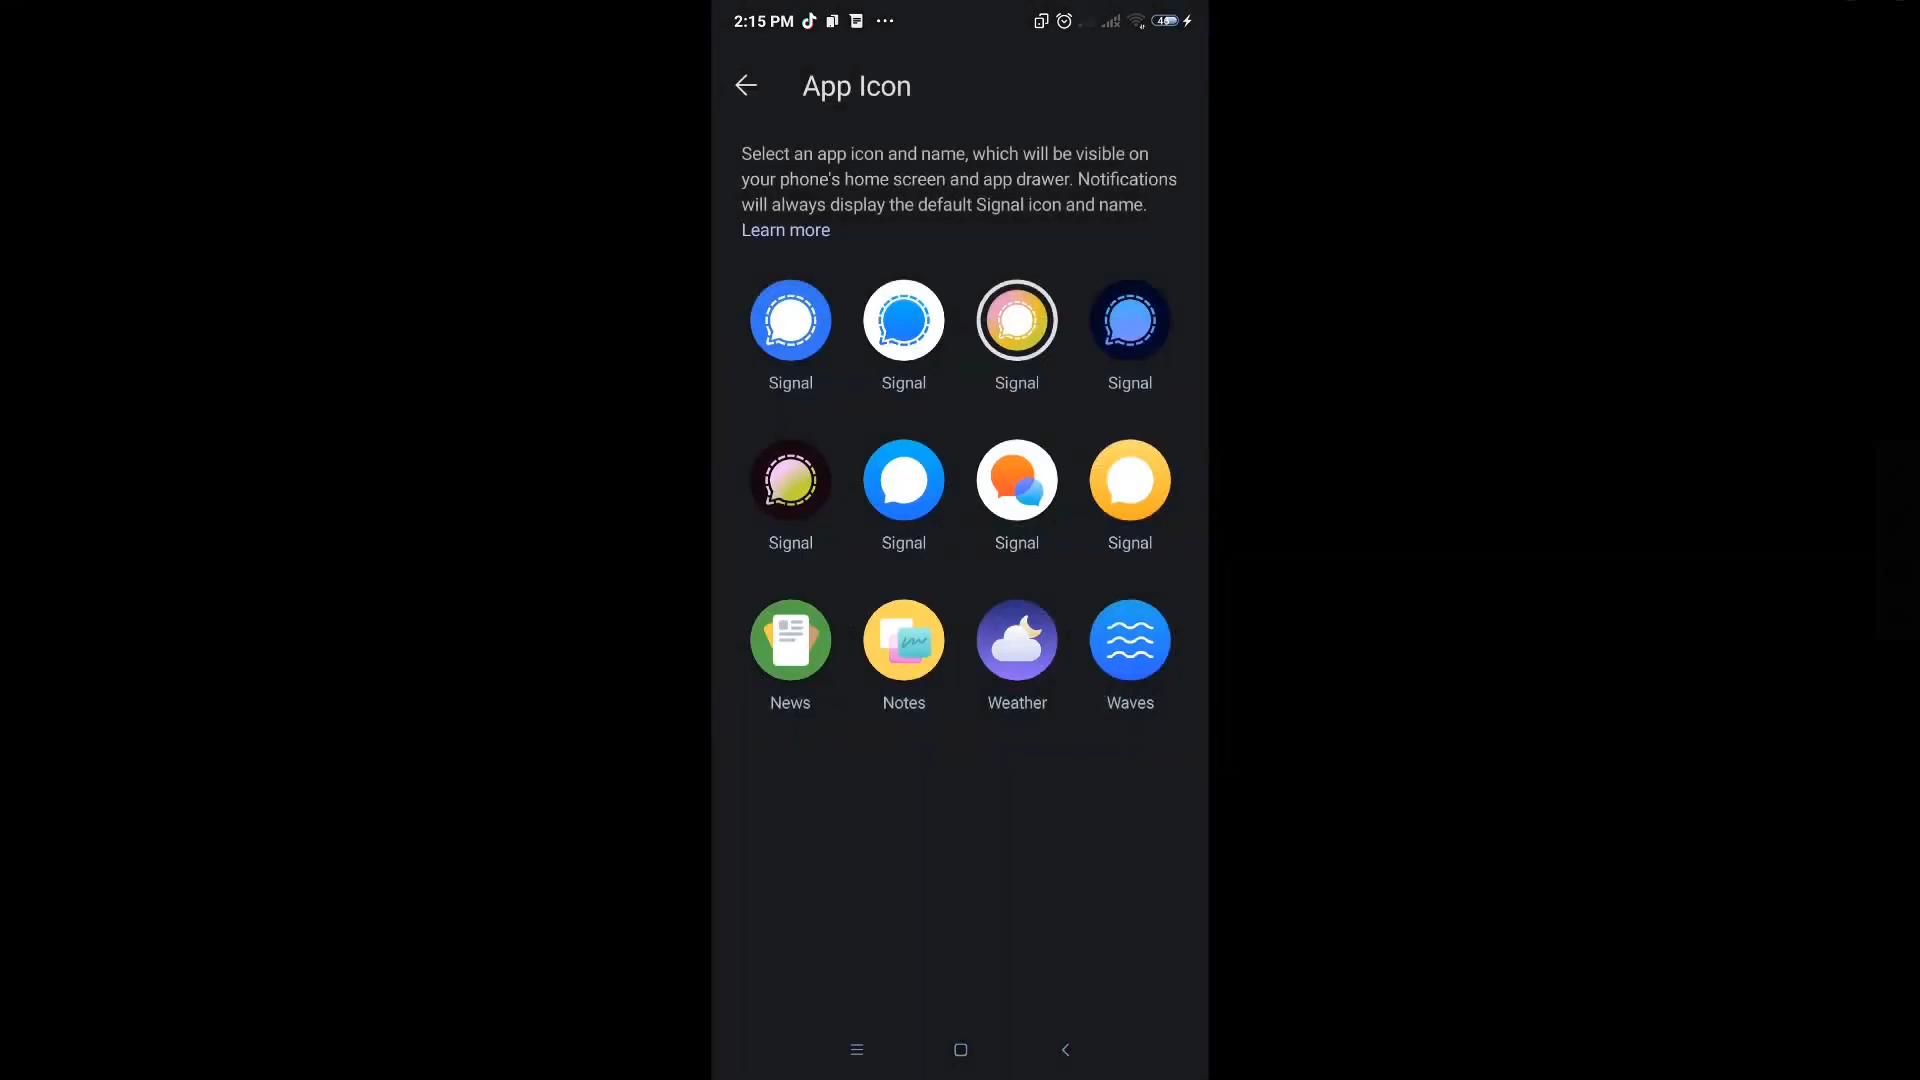 2:15 PM
App Icon
Select an app icon and name, which will be visible on
your phone's home screen and app drawer. Notifications
will always display the default Signal icon and name.
Learn more
Signal Signal Signal Signal
Signal Signal Signal Signal
News Notes Weather Waves